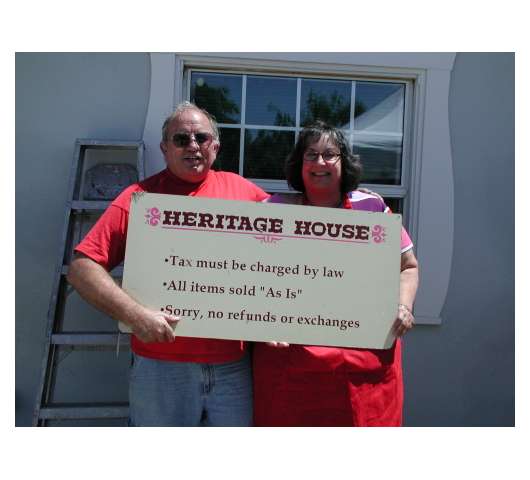 HERITAGE HOUSE
•Tax must be charged by law
•All items sold "As Is"
•Sorry, no refunds or exchanges